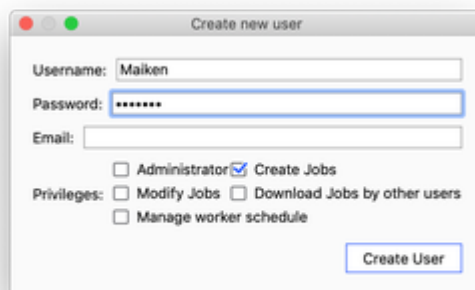 Create new user
Username: Maiken
Password: •••••••
Email:
Administrator Create Jobs
Privileges: Modify Jobs Download Jobs by other users
Manage worker schedule
Create User